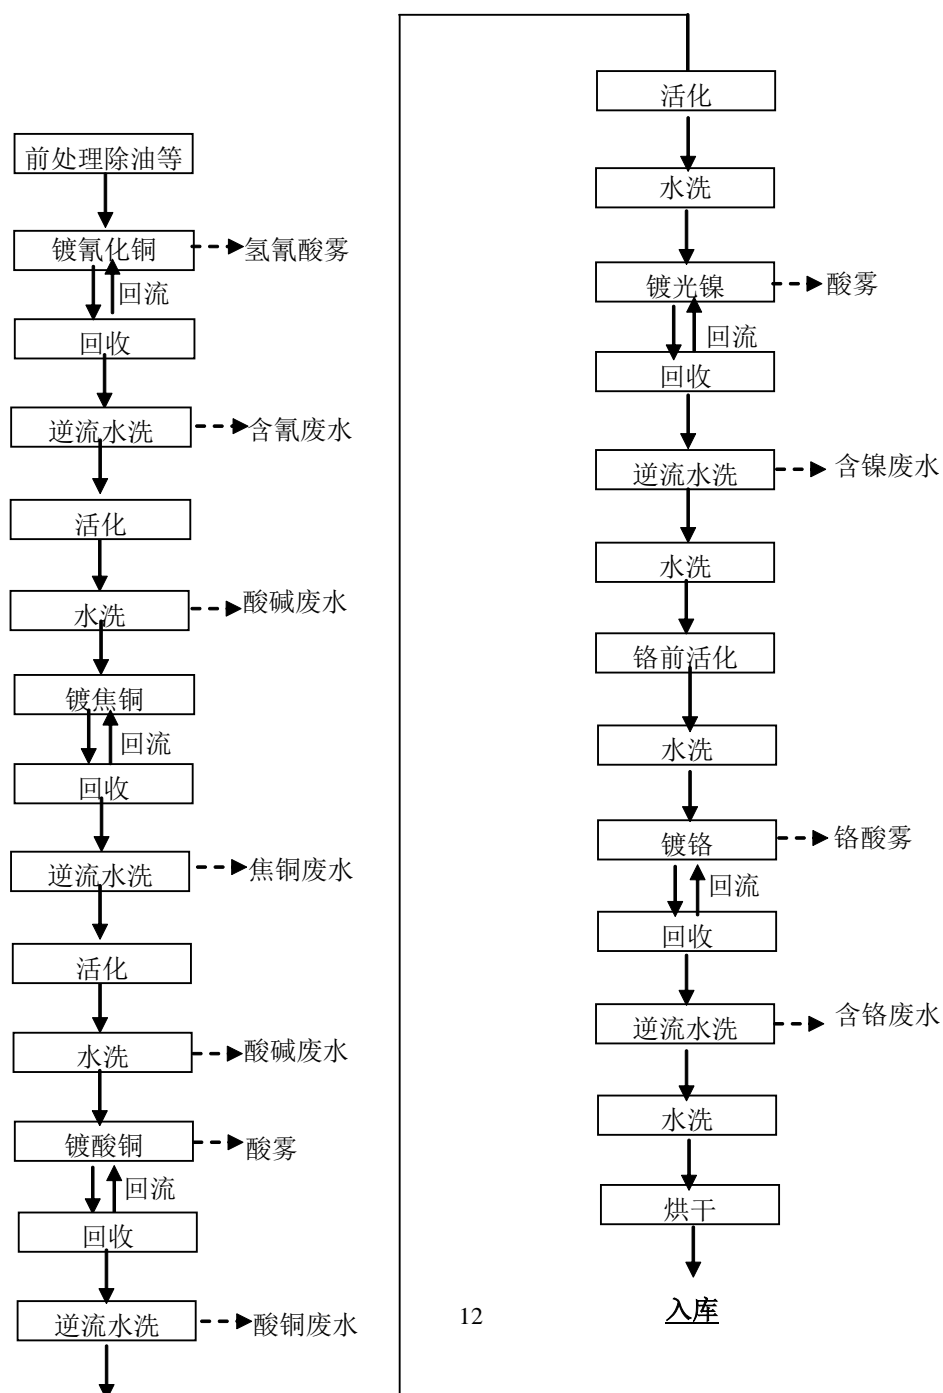 前处理除油等
镀氰化铜
氢氰酸雾
回流
回收
逆流水洗
含氰废水
活化
水洗
酸碱废水
镀焦铜
回流
回收
逆流水洗
焦铜废水
活化
水洗
酸碱废水
镀酸铜
酸雾
回流
回收
逆流水洗
酸铜废水
活化
水洗
镀光镍
酸雾
回流
回收
逆流水洗
含镍废水
水洗
铬前活化
水洗
镀铬
铬酸雾
回流
回收
逆流水洗
含铬废水
水洗
烘干
入库
12